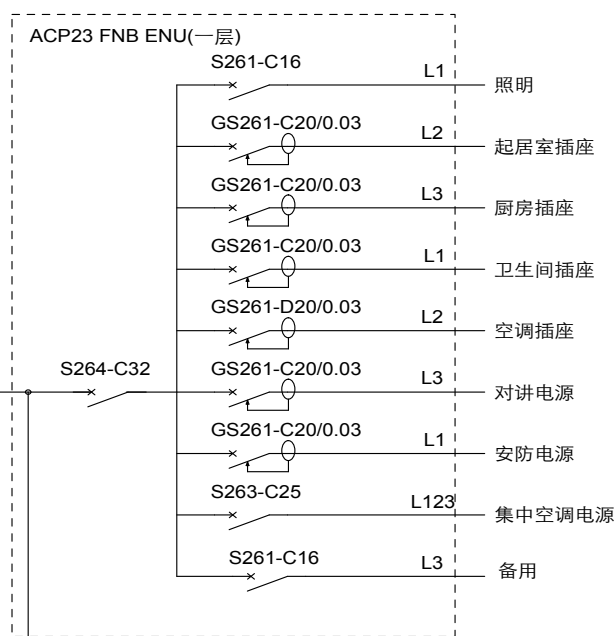 ACP23 FNB ENU(一层)
S261-C16 L1 照明
GS261-C20/0.03 L2 起居室插座
GS261-C20/0.03 L3 厨房插座
GS261-C20/0.03 L1 卫生间插座
GS261-D20/0.03 L2 空调插座
S264-C32
GS261-C20/0.03 L3 对讲电源
GS261-C20/0.03 L1 安防电源
S263-C25 L123 集中空调电源
S261-C16 L3 备用